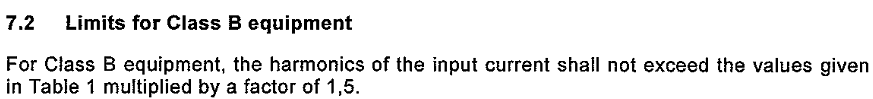 7.2 Limits for Class B equipment
For Class B equipment, the harmonics of the input current shall not exceed the values given
in Table 1 multiplied by a factor of 1,5.